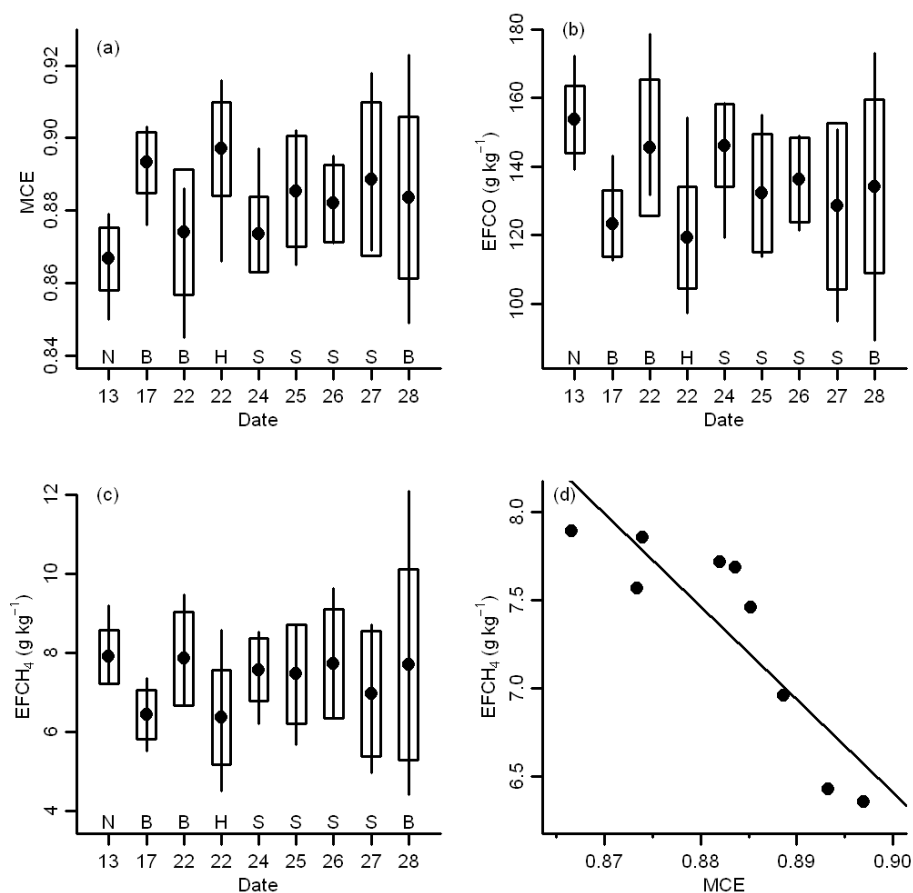 (a)
MCE
0.92
0.90
0.88
0.86
0.84
N B B H S S S S B
13 17 22 22 24 25 26 27 28
Date
(b)
EFCO (g kg⁻¹)
180
160
140
120
100
N B B H S S S S B
13 17 22 22 24 25 26 27 28
Date
(c)
EFCH₄ (g kg⁻¹)
12
10
8
6
4
N B B H S S S S B
13 17 22 22 24 25 26 27 28
Date
(d)
EFCH₄ (g kg⁻¹)
8.0
7.5
7.0
6.5
0.87 0.88 0.89 0.90
MCE